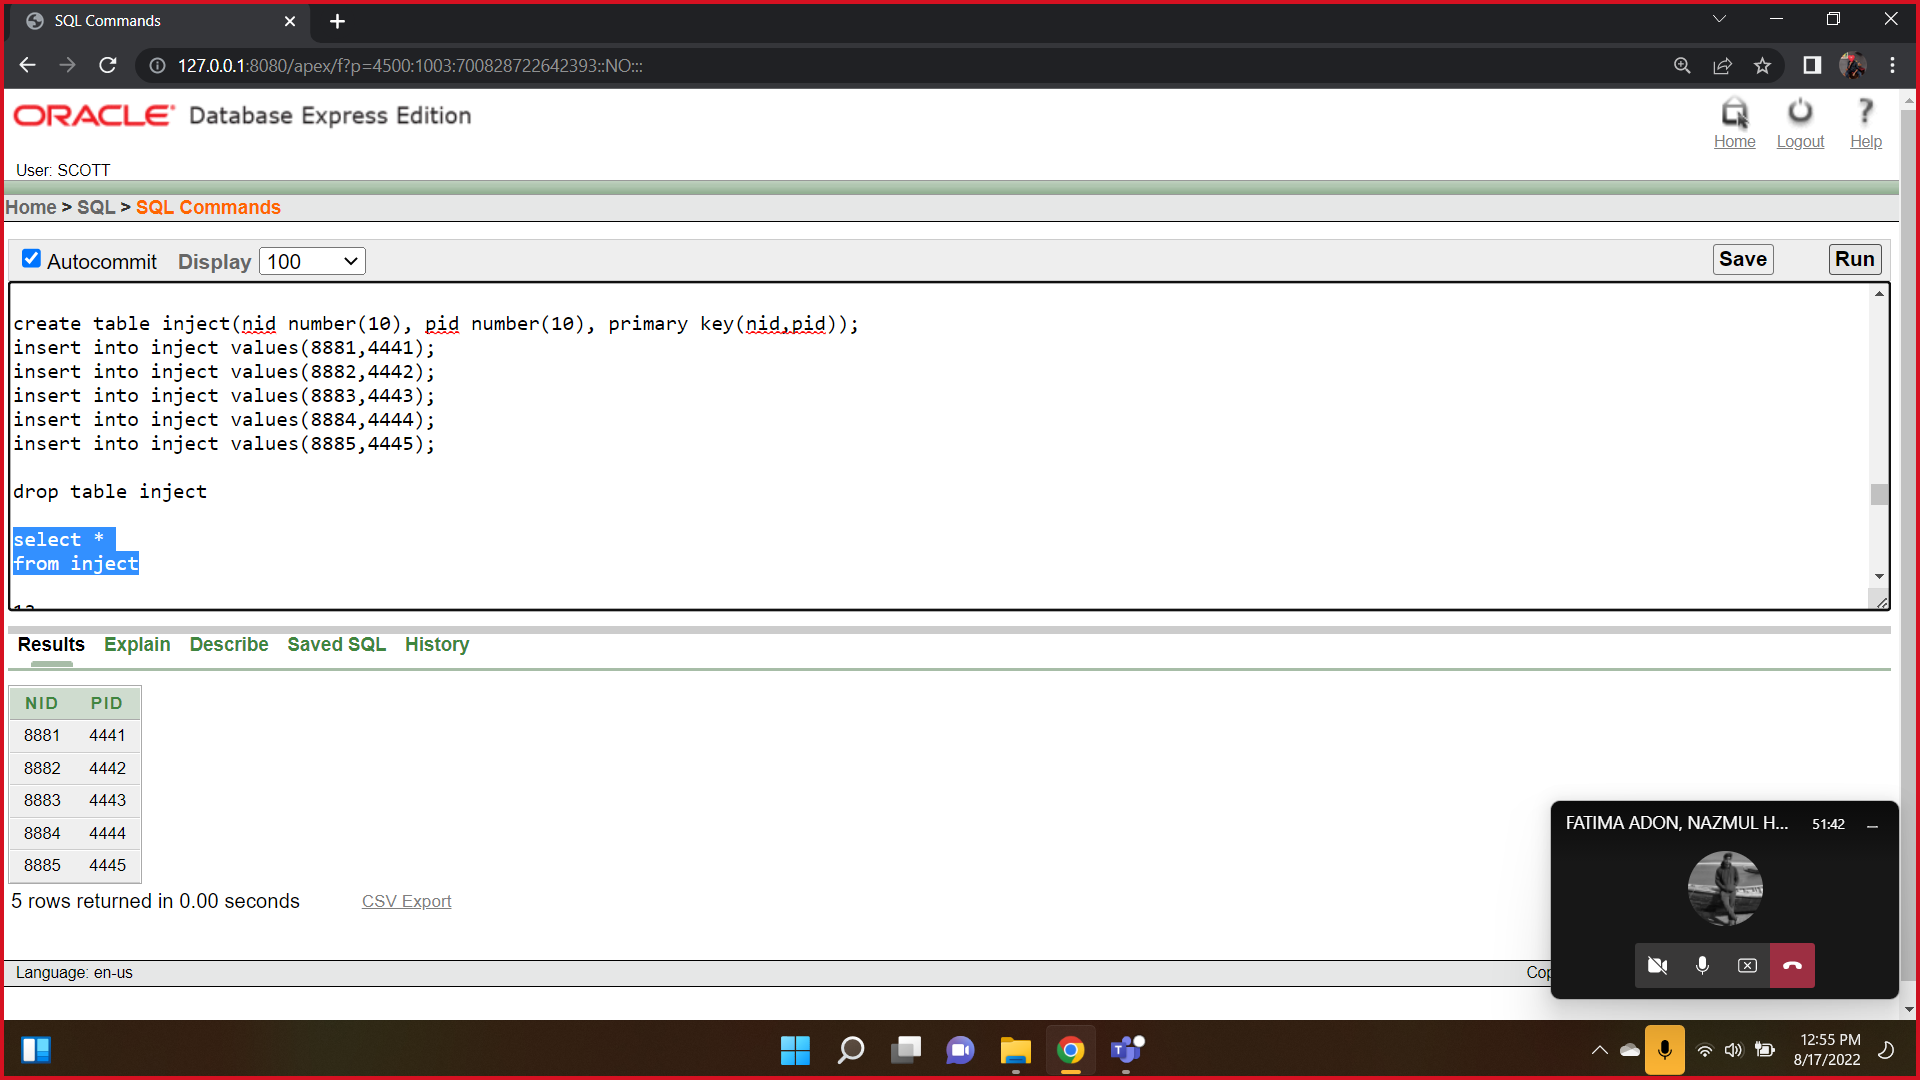 SQL Commands
127.0.0.1:8080/apex/f?p=4500:1003:700828722642393::NO:::
ORACLE Database Express Edition
Home Logout Help
User: SCOTT
Home > SQL > SQL Commands
Autocommit Display 100 Save Run
create table inject(nid number(10), pid number(10), primary key(nid,pid));
insert into inject values(8881,4441);
insert into inject values(8882,4442);
insert into inject values(8883,4443);
insert into inject values(8884,4444);
insert into inject values(8885,4445);
drop table inject
select *
from inject
Results Explain Describe Saved SQL History
NID PID
8881 4441
8882 4442
8883 4443
8884 4444
8885 4445
5 rows returned in 0.00 seconds CSV Export
FATIMA ADON, NAZMUL H... 51:42
Language: en-us Cop
12:55 PM
8/17/2022